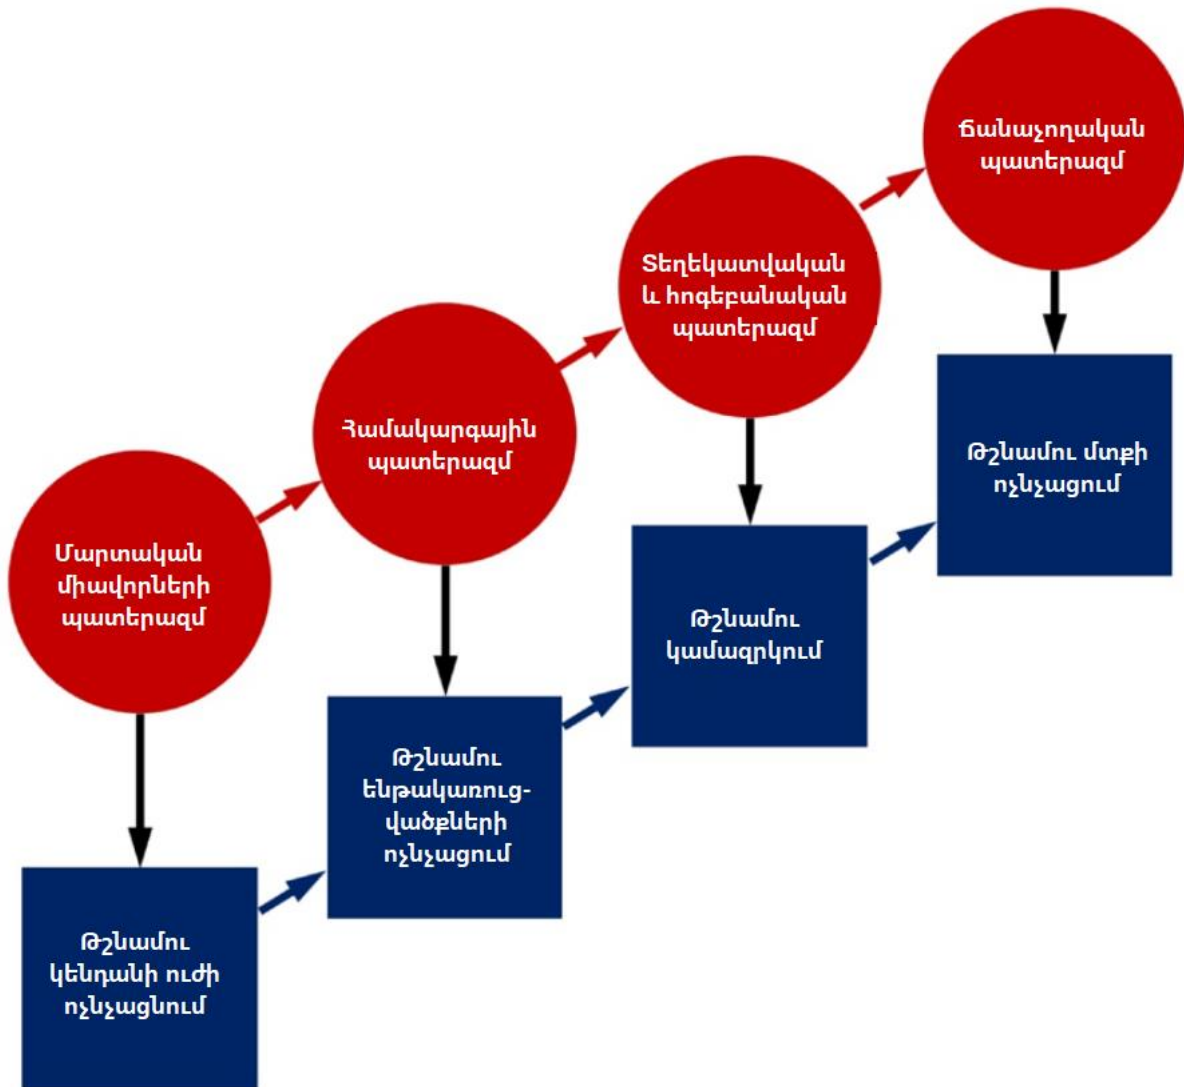 Ճանաչողական
պատերազմ
Տեղեկատվական
և հոգեբանական
պատերազմ
Համակարգային
պատերազմ
Մարտական
միավորների
պատերազմ
Թշնամու մտքի
ոչնչացում
Թշնամու
կամազրկում
Թշնամու
ենթակառուց-
վածքների
ոչնչացում
Թշնամու
կենդանի ուժի
ոչնչացնում